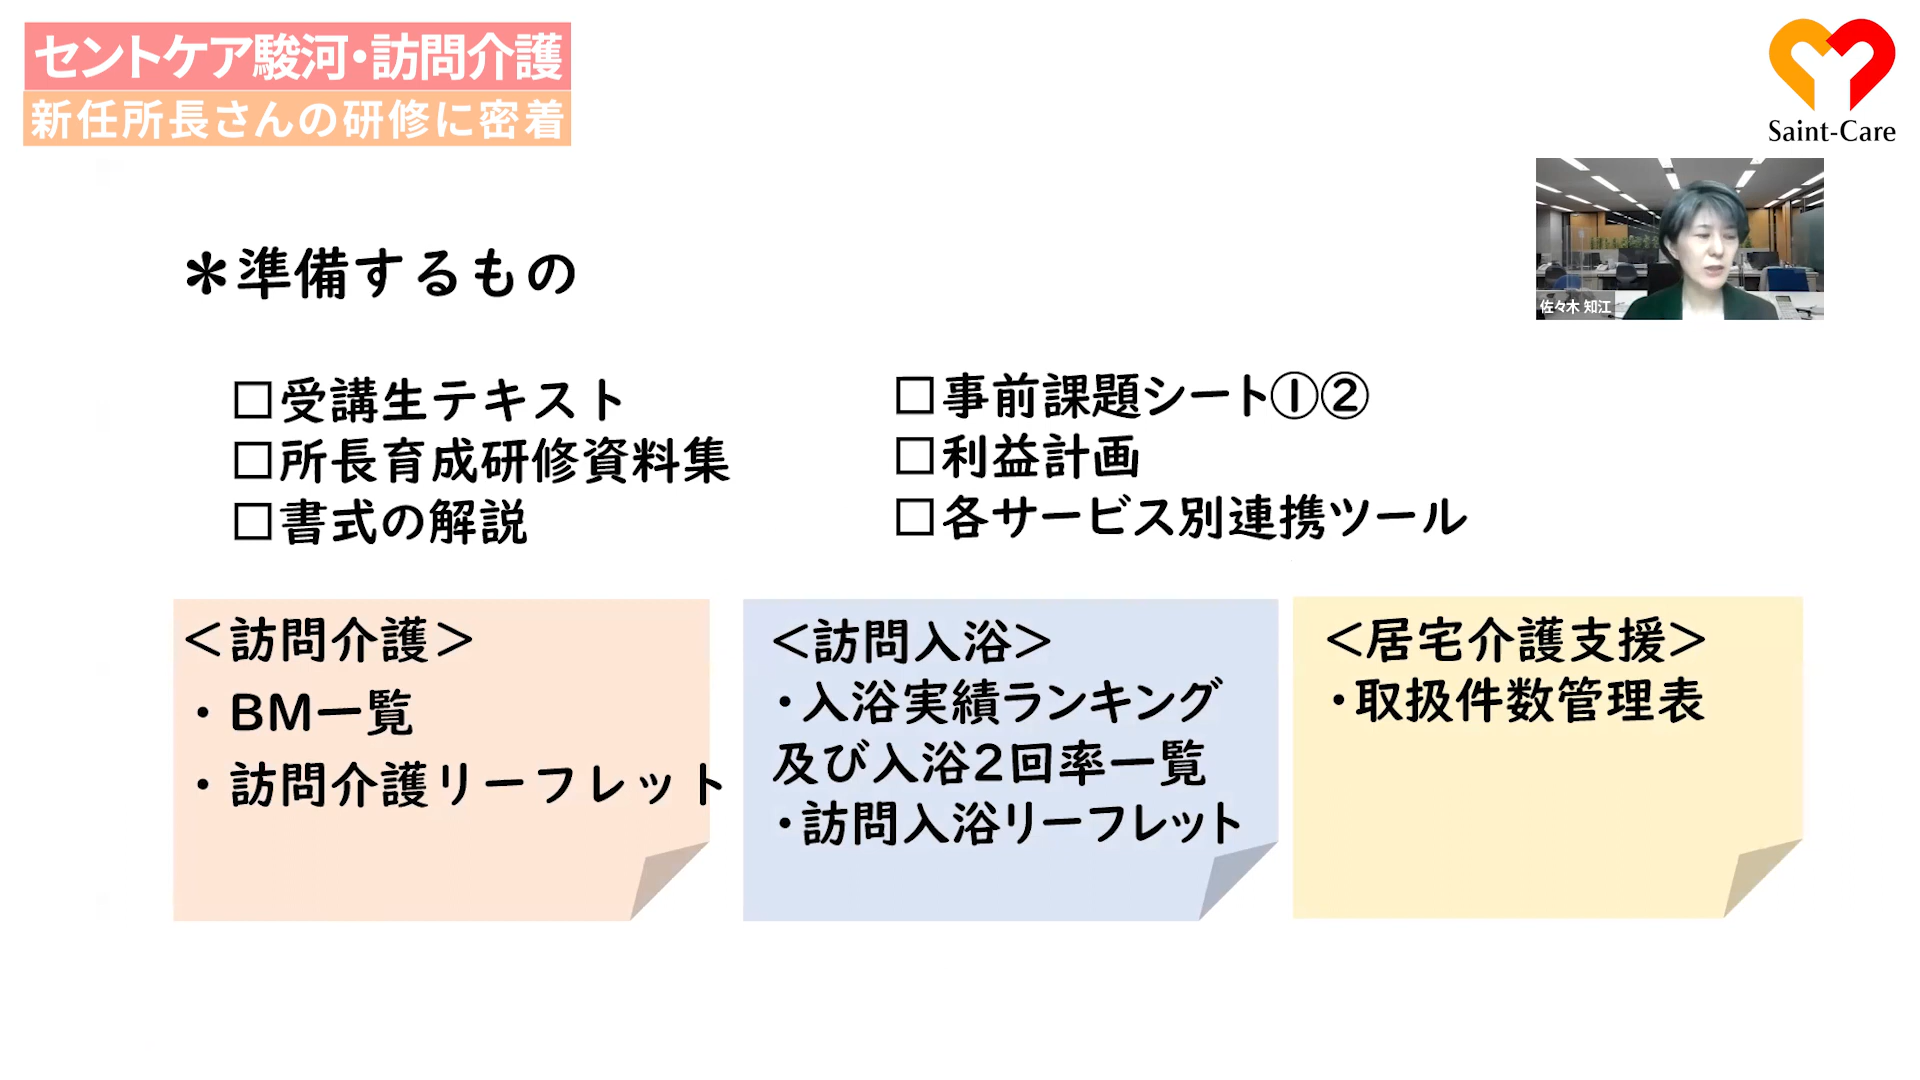 セントケア駿河・訪問介護
新任所長さんの研修に密着
Saint-Care
佐々木 知江
＊準備するもの
□受講生テキスト
□所長育成研修資料集
□書式の解説
□事前課題シート①②
□利益計画
□各サービス別連携ツール
＜訪問介護＞
・BM一覧
・訪問介護リーフレット
＜訪問入浴＞
・入浴実績ランキング
及び入浴2回率一覧
・訪問入浴リーフレット
＜居宅介護支援＞
・取扱件数管理表